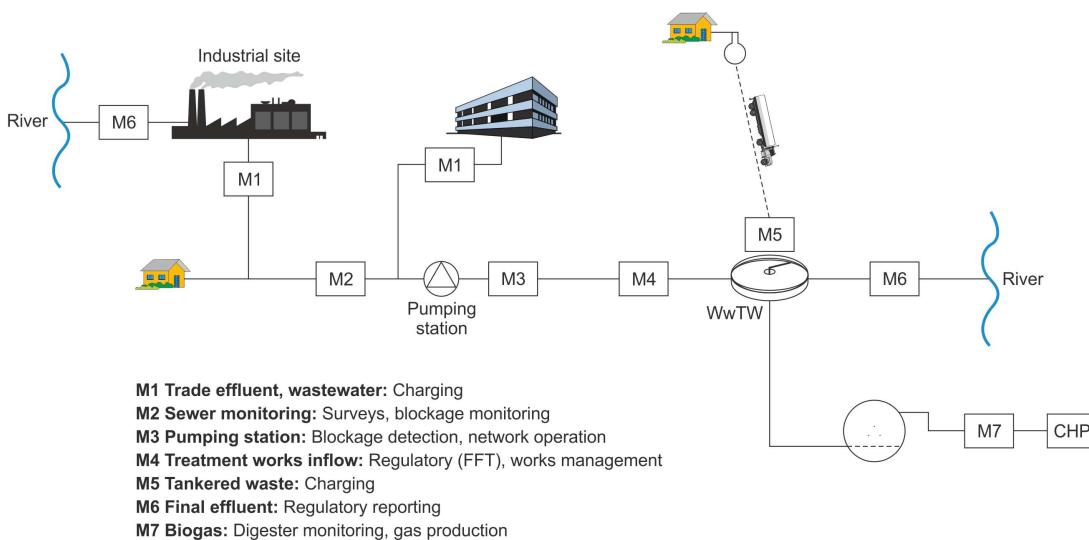 Industrial site
River
M6
M1
M1
M5
M2
M3
M4
M6
River
Pumping
station
WwTW
M7
CHP
M1 Trade effluent, wastewater: Charging
M2 Sewer monitoring: Surveys, blockage monitoring
M3 Pumping station: Blockage detection, network operation
M4 Treatment works inflow: Regulatory (FFT), works management
M5 Tankered waste: Charging
M6 Final effluent: Regulatory reporting
M7 Biogas: Digester monitoring, gas production